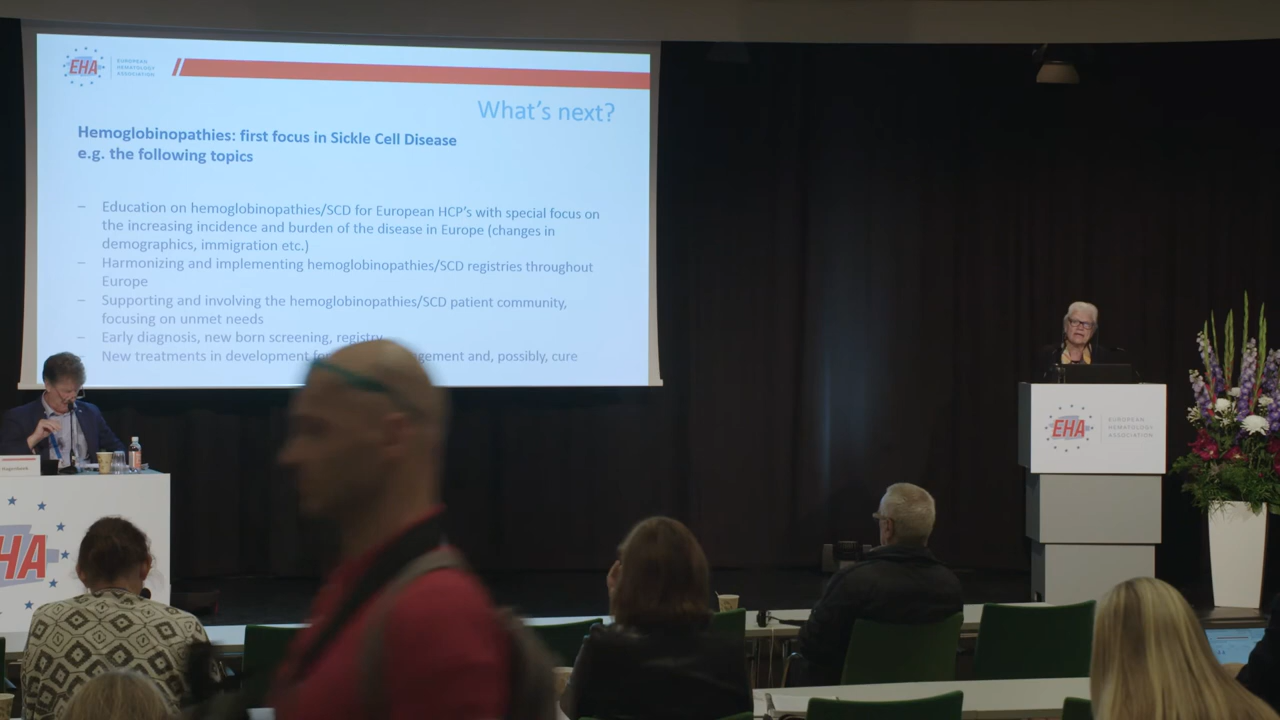 EHA
EUROPEAN
HEMATOLOGY
ASSOCIATION
What's next?
Hemoglobinopathies: first focus in Sickle Cell Disease
e.g. the following topics
– Education on hemoglobinopathies/SCD for European HCP's with special focus on
the increasing incidence and burden of the disease in Europe (changes in
demographics, immigration etc.)
– Harmonizing and implementing hemoglobinopathies/SCD registries throughout
Europe
– Supporting and involving the hemoglobinopathies/SCD patient community,
focusing on unmet needs
– Early diagnosis, new born screening, registry
New treatments in development and, possibly, cure
EHA
EUROPEAN
HEMATOLOGY
ASSOCIATION
HA